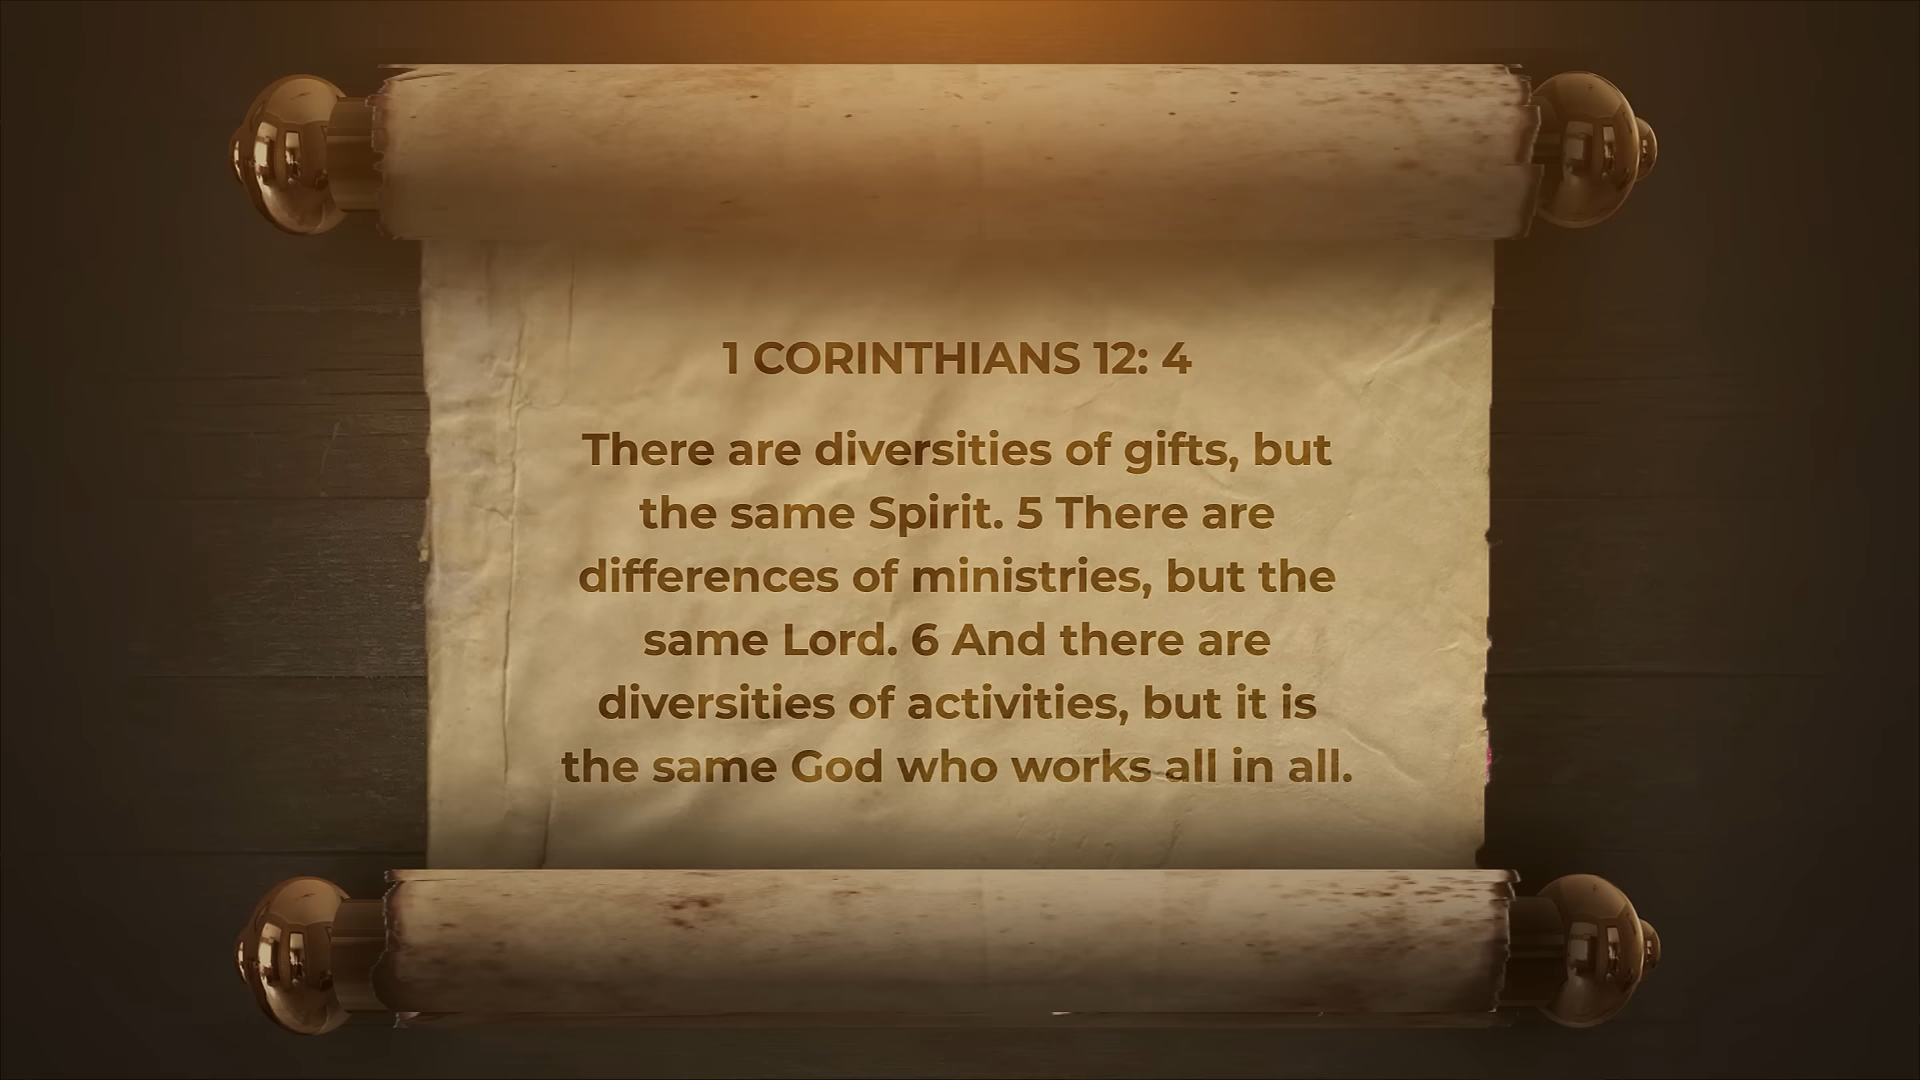 1 CORINTHIANS 12: 4
There are diversities of gifts, but
the same Spirit. 5 There are
differences of ministries, but the
same Lord. 6 And there are
diversities of activities, but it is
the same God who works all in all.